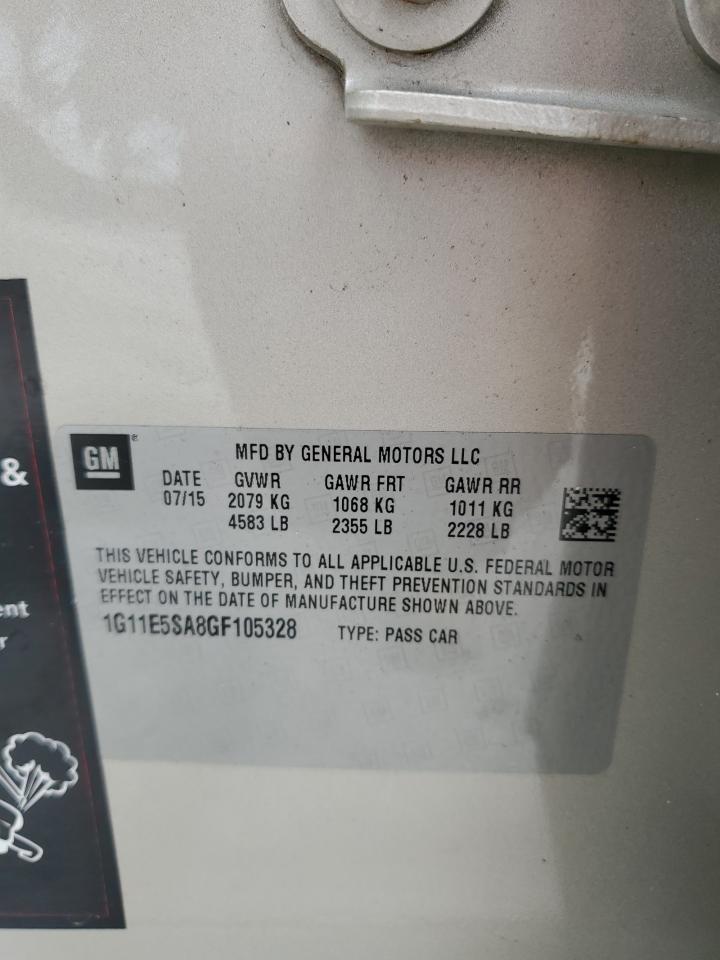 &
ent
r
GM
®
MFD BY GENERAL MOTORS LLC
DATE GVWR GAWR FRT GAWR RR
07/15 2079 KG 1068 KG 1011 KG
4583 LB 2355 LB 2228 LB
THIS VEHICLE CONFORMS TO ALL APPLICABLE U.S. FEDERAL MOTOR
VEHICLE SAFETY, BUMPER, AND THEFT PREVENTION STANDARDS IN
EFFECT ON THE DATE OF MANUFACTURE SHOWN ABOVE.
1G11E5SA8GF105328 TYPE: PASS CAR